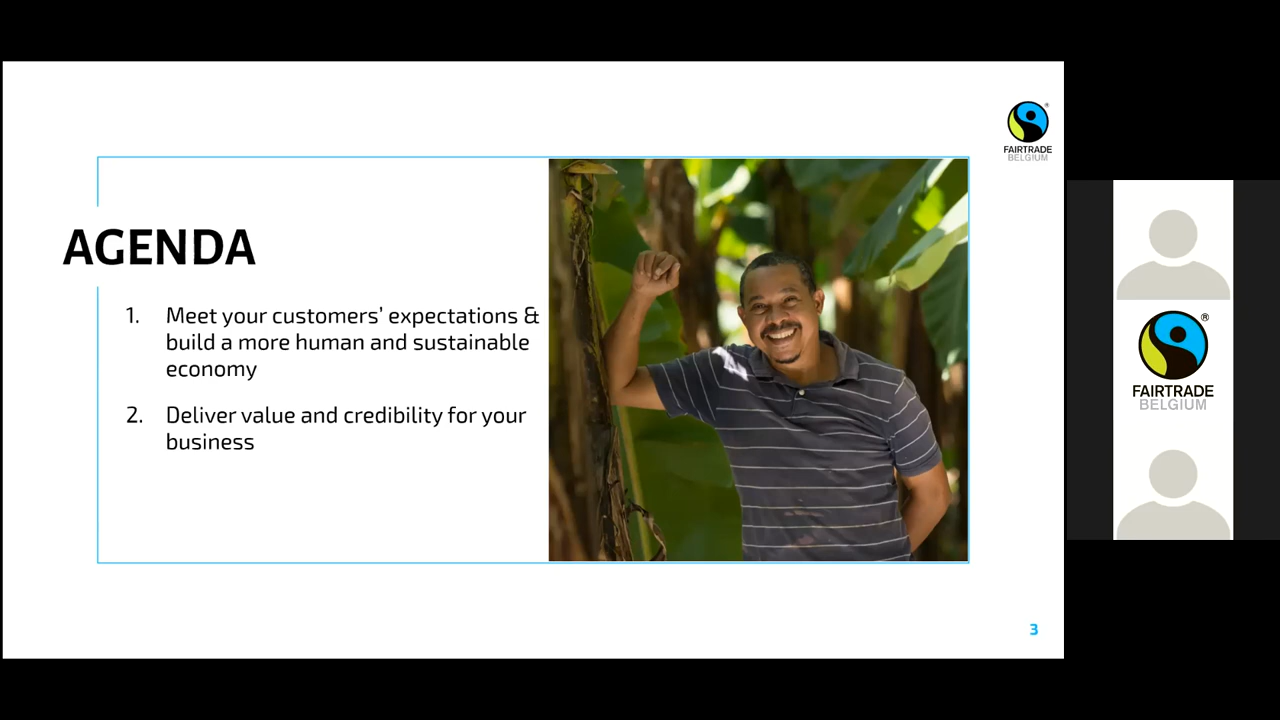 FAIRTRADE
BELGIUM
AGENDA
1. Meet your customers’ expectations &
build a more human and sustainable
economy
2. Deliver value and credibility for your
business
3
®
FAIRTRADE
BELGIUM